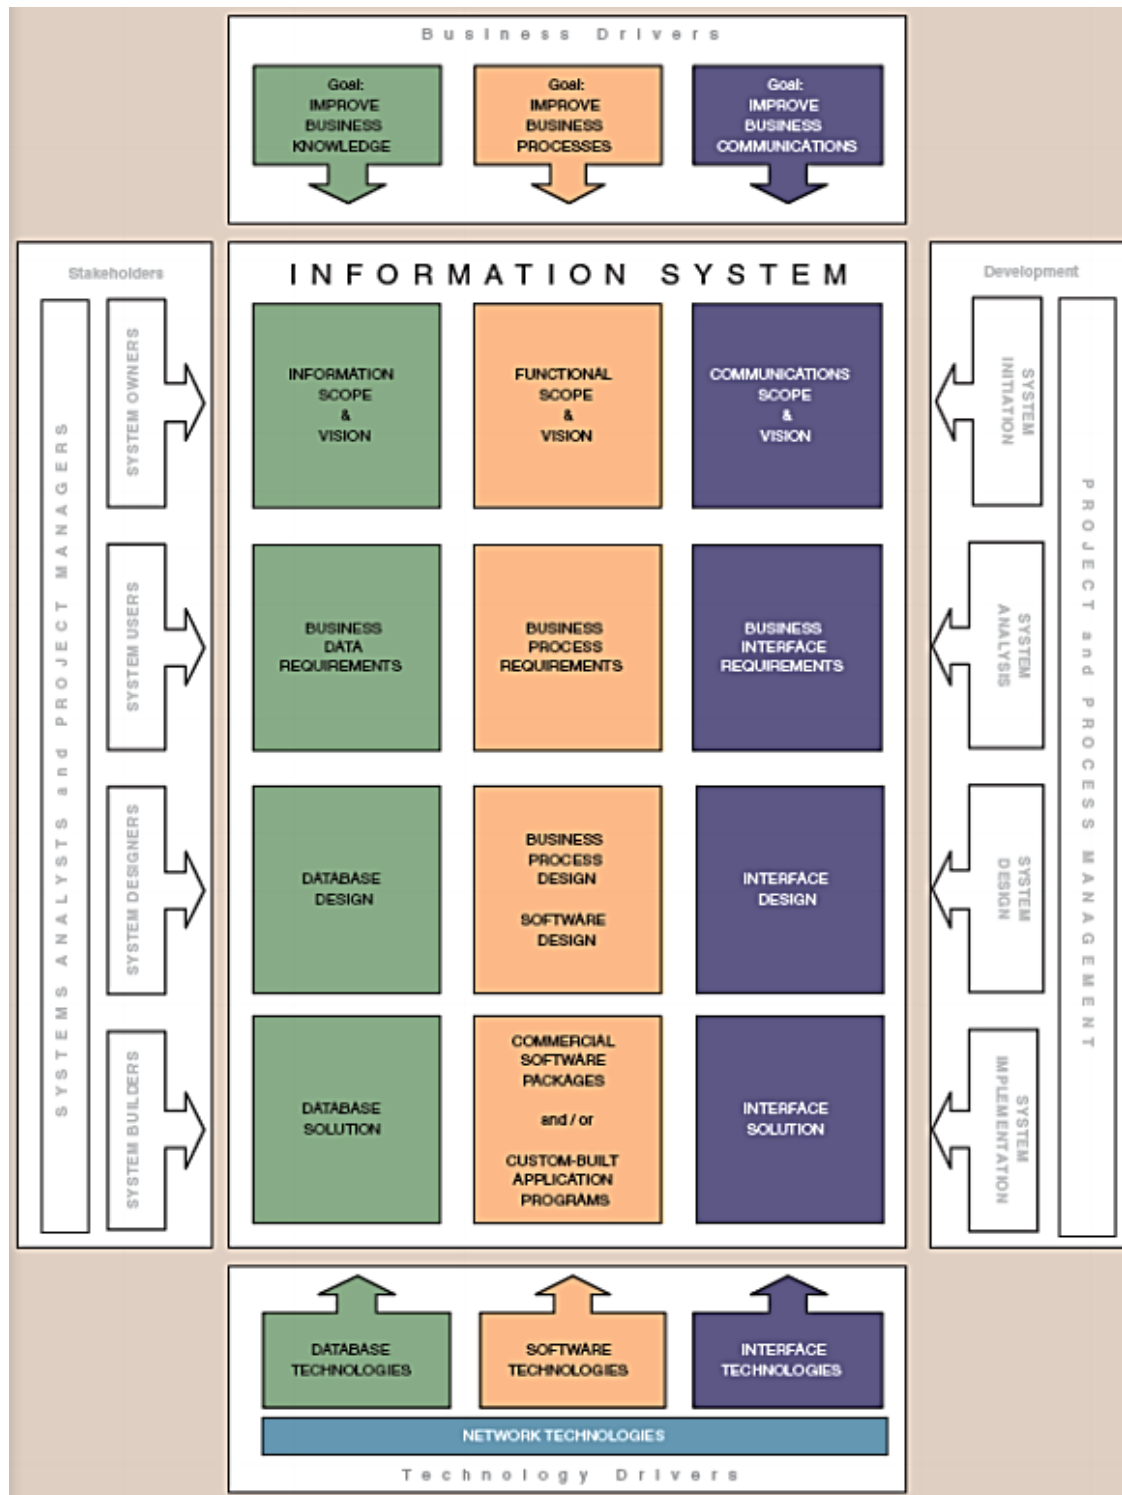 Business Drivers
Goal:
IMPROVE
BUSINESS
KNOWLEDGE
Goal:
IMPROVE
BUSINESS
PROCESSES
Goal:
IMPROVE
BUSINESS
COMMUNICATIONS
Stakeholders
SYSTEMS ANALYSTS and PROJECT MANAGERS
SYSTEM OWNERS
SYSTEM USERS
SYSTEM DESIGNERS
SYSTEM BUILDERS
INFORMATION SYSTEM
INFORMATION
SCOPE
&
VISION
FUNCTIONAL
SCOPE
&
VISION
COMMUNICATIONS
SCOPE
&
VISION
BUSINESS
DATA
REQUIREMENTS
BUSINESS
PROCESS
REQUIREMENTS
BUSINESS
INTERFACE
REQUIREMENTS
DATABASE
DESIGN
BUSINESS
PROCESS
DESIGN
SOFTWARE
DESIGN
INTERFACE
DESIGN
DATABASE
SOLUTION
COMMERCIAL
SOFTWARE
PACKAGES
and / or
CUSTOM-BUILT
APPLICATION
PROGRAMS
INTERFACE
SOLUTION
Development
SYSTEM
INITIATION
SYSTEM
ANALYSIS
SYSTEM
DESIGN
SYSTEM
IMPLEMENTATION
PROJECT and PROCESS MANAGEMENT
DATABASE
TECHNOLOGIES
SOFTWARE
TECHNOLOGIES
INTERFACE
TECHNOLOGIES
NETWORK TECHNOLOGIES
Technology Drivers